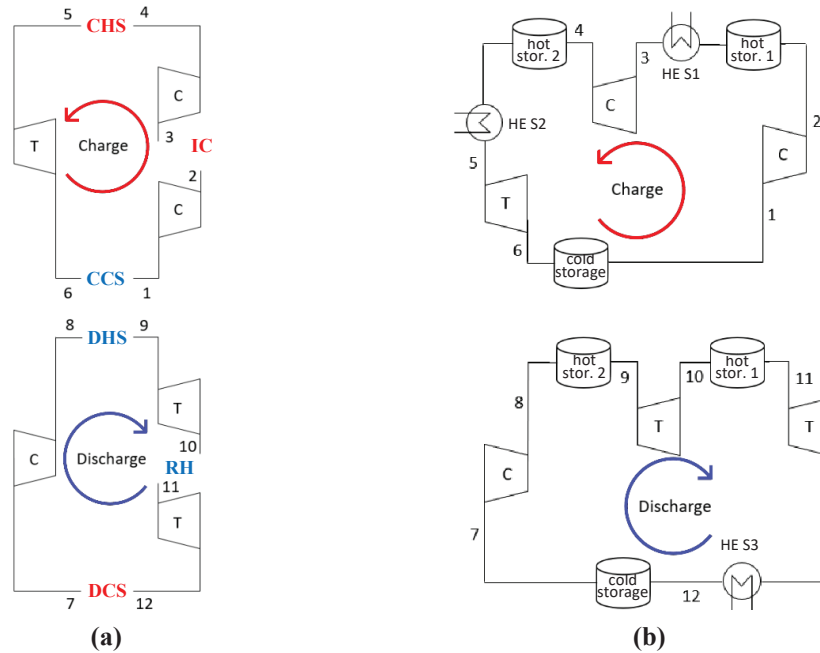 5 CHS 4
C
T Charge 3 IC
2
C
6 CCS 1
8 DHS 9
T
C Discharge 10 RH
11
T
7 DCS 12
(a)
4 3
hot
stor. 2
hot
stor. 1
HE S1
C
2
HE S2
C
5 Charge
T 1
6
cold
storage
hot
stor. 2
hot
stor. 1
9 10 11
8 T T
C Discharge
7 HE S3
cold
storage
12
(b)